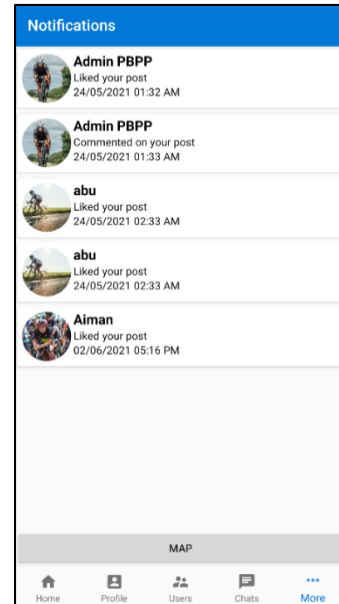 Notifications
Admin PBPP
Liked your post
24/05/2021 01:32 AM
Admin PBPP
Commented on your post
24/05/2021 01:33 AM
abu
Liked your post
24/05/2021 02:33 AM
abu
Liked your post
24/05/2021 02:33 AM
Aiman
Liked your post
02/06/2021 05:16 PM
MAP
Home Profile Users Chats More